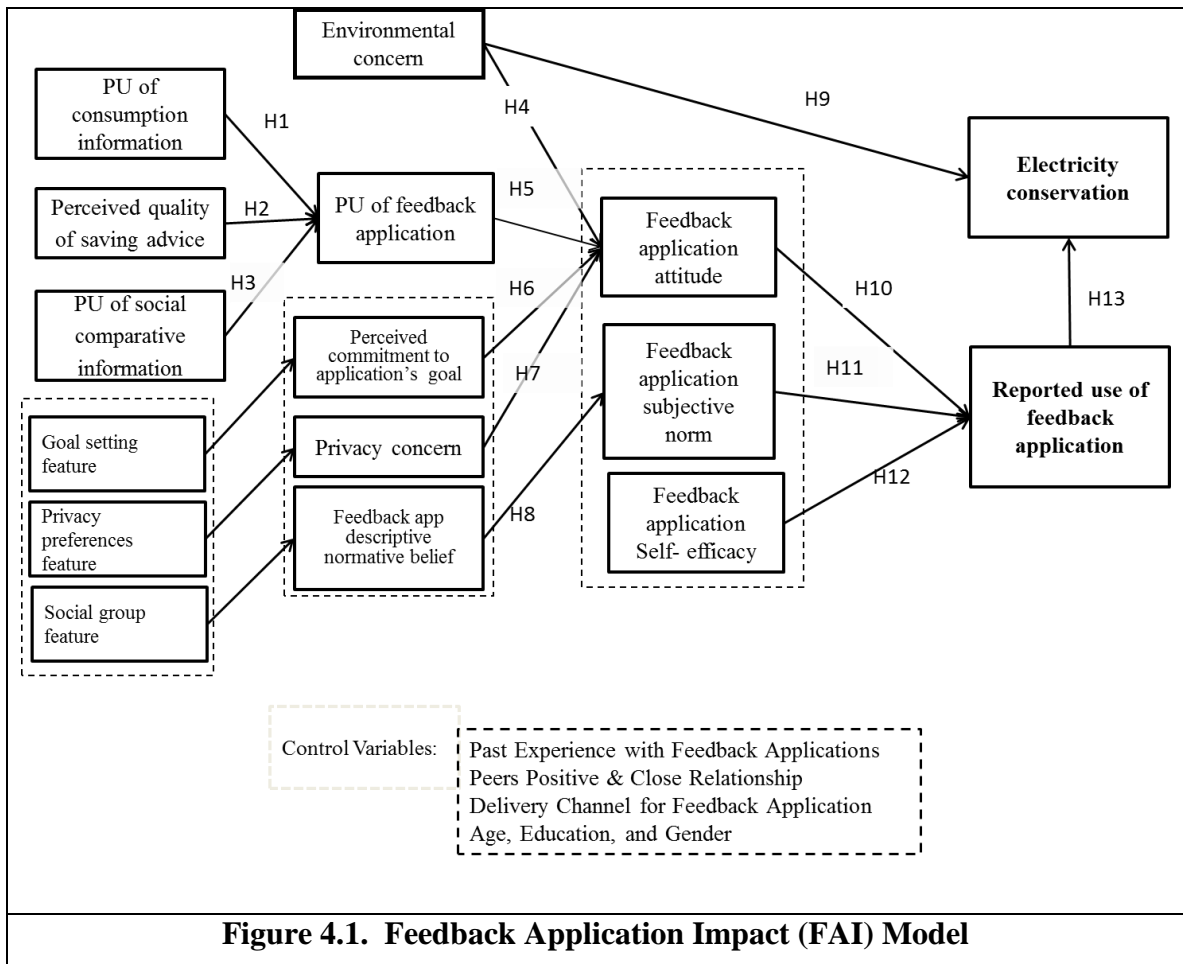 Environmental
concern
H4
H9
PU of
consumption
information
H1
Electricity
conservation
Perceived quality
of saving advice
H2
PU of feedback
application
H5
Feedback
application
attitude
H3
PU of social
comparative
information
H6
H10
H13
Perceived
commitment to
application's goal
H7
Feedback
application
subjective
norm
H11
Reported use of
feedback
application
Goal setting
feature
Privacy concern
Privacy
preferences
feature
Feedback app
descriptive
normative belief
H8
Feedback
application
Self- efficacy
H12
Social group
feature
Control Variables:
Past Experience with Feedback Applications
Peers Positive & Close Relationship
Delivery Channel for Feedback Application
Age, Education, and Gender
Figure 4.1. Feedback Application Impact (FAI) Model